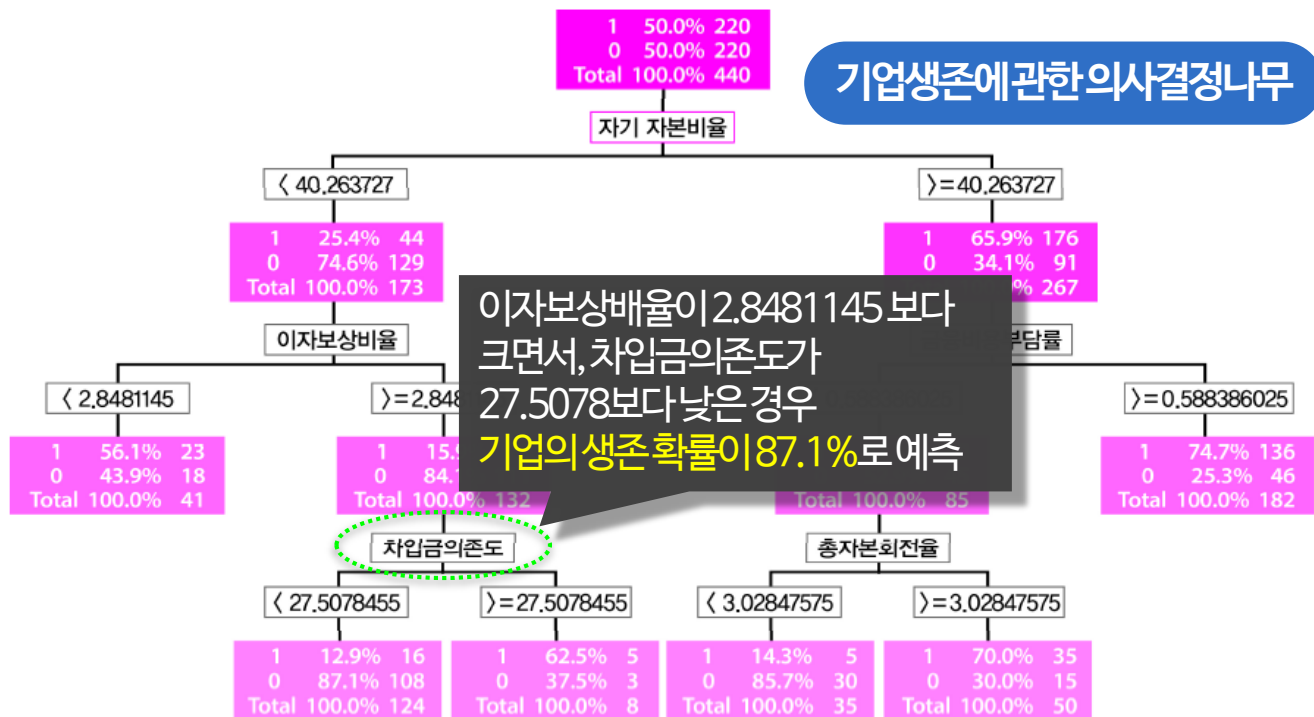 1 50.0% 220
0 50.0% 220
Total 100.0% 440
기업생존에 관한 의사결정나무
자기 자본비율
< 40.263727
>=40.263727
1 25.4% 44
0 74.6% 129
Total 100.0% 173
1 65.9% 176
0 34.1% 91
% 267
이자보상배율이 2.8481145 보다
크면서, 차입금의존도가
27.5078보다 낮은 경우
기업의 생존 확률이 87.1%로 예측
이자보상비율
부담률
< 2.8481145
>=2.848
>=0.588386025
1 56.1% 23
0 43.9% 18
Total 100.0% 41
1 15.9
0 84.1
Total 100.0% 132
Total 100.0% 85
1 74.7% 136
0 25.3% 46
Total 100.0% 182
차입금의존도
총자본회전율
< 27.5078455
>=27.5078455
< 3.02847575
>=3.02847575
1 12.9% 16
0 87.1% 108
Total 100.0% 124
1 62.5% 5
0 37.5% 3
Total 100.0% 8
1 14.3% 5
0 85.7% 30
Total 100.0% 35
1 70.0% 35
0 30.0% 15
Total 100.0% 50